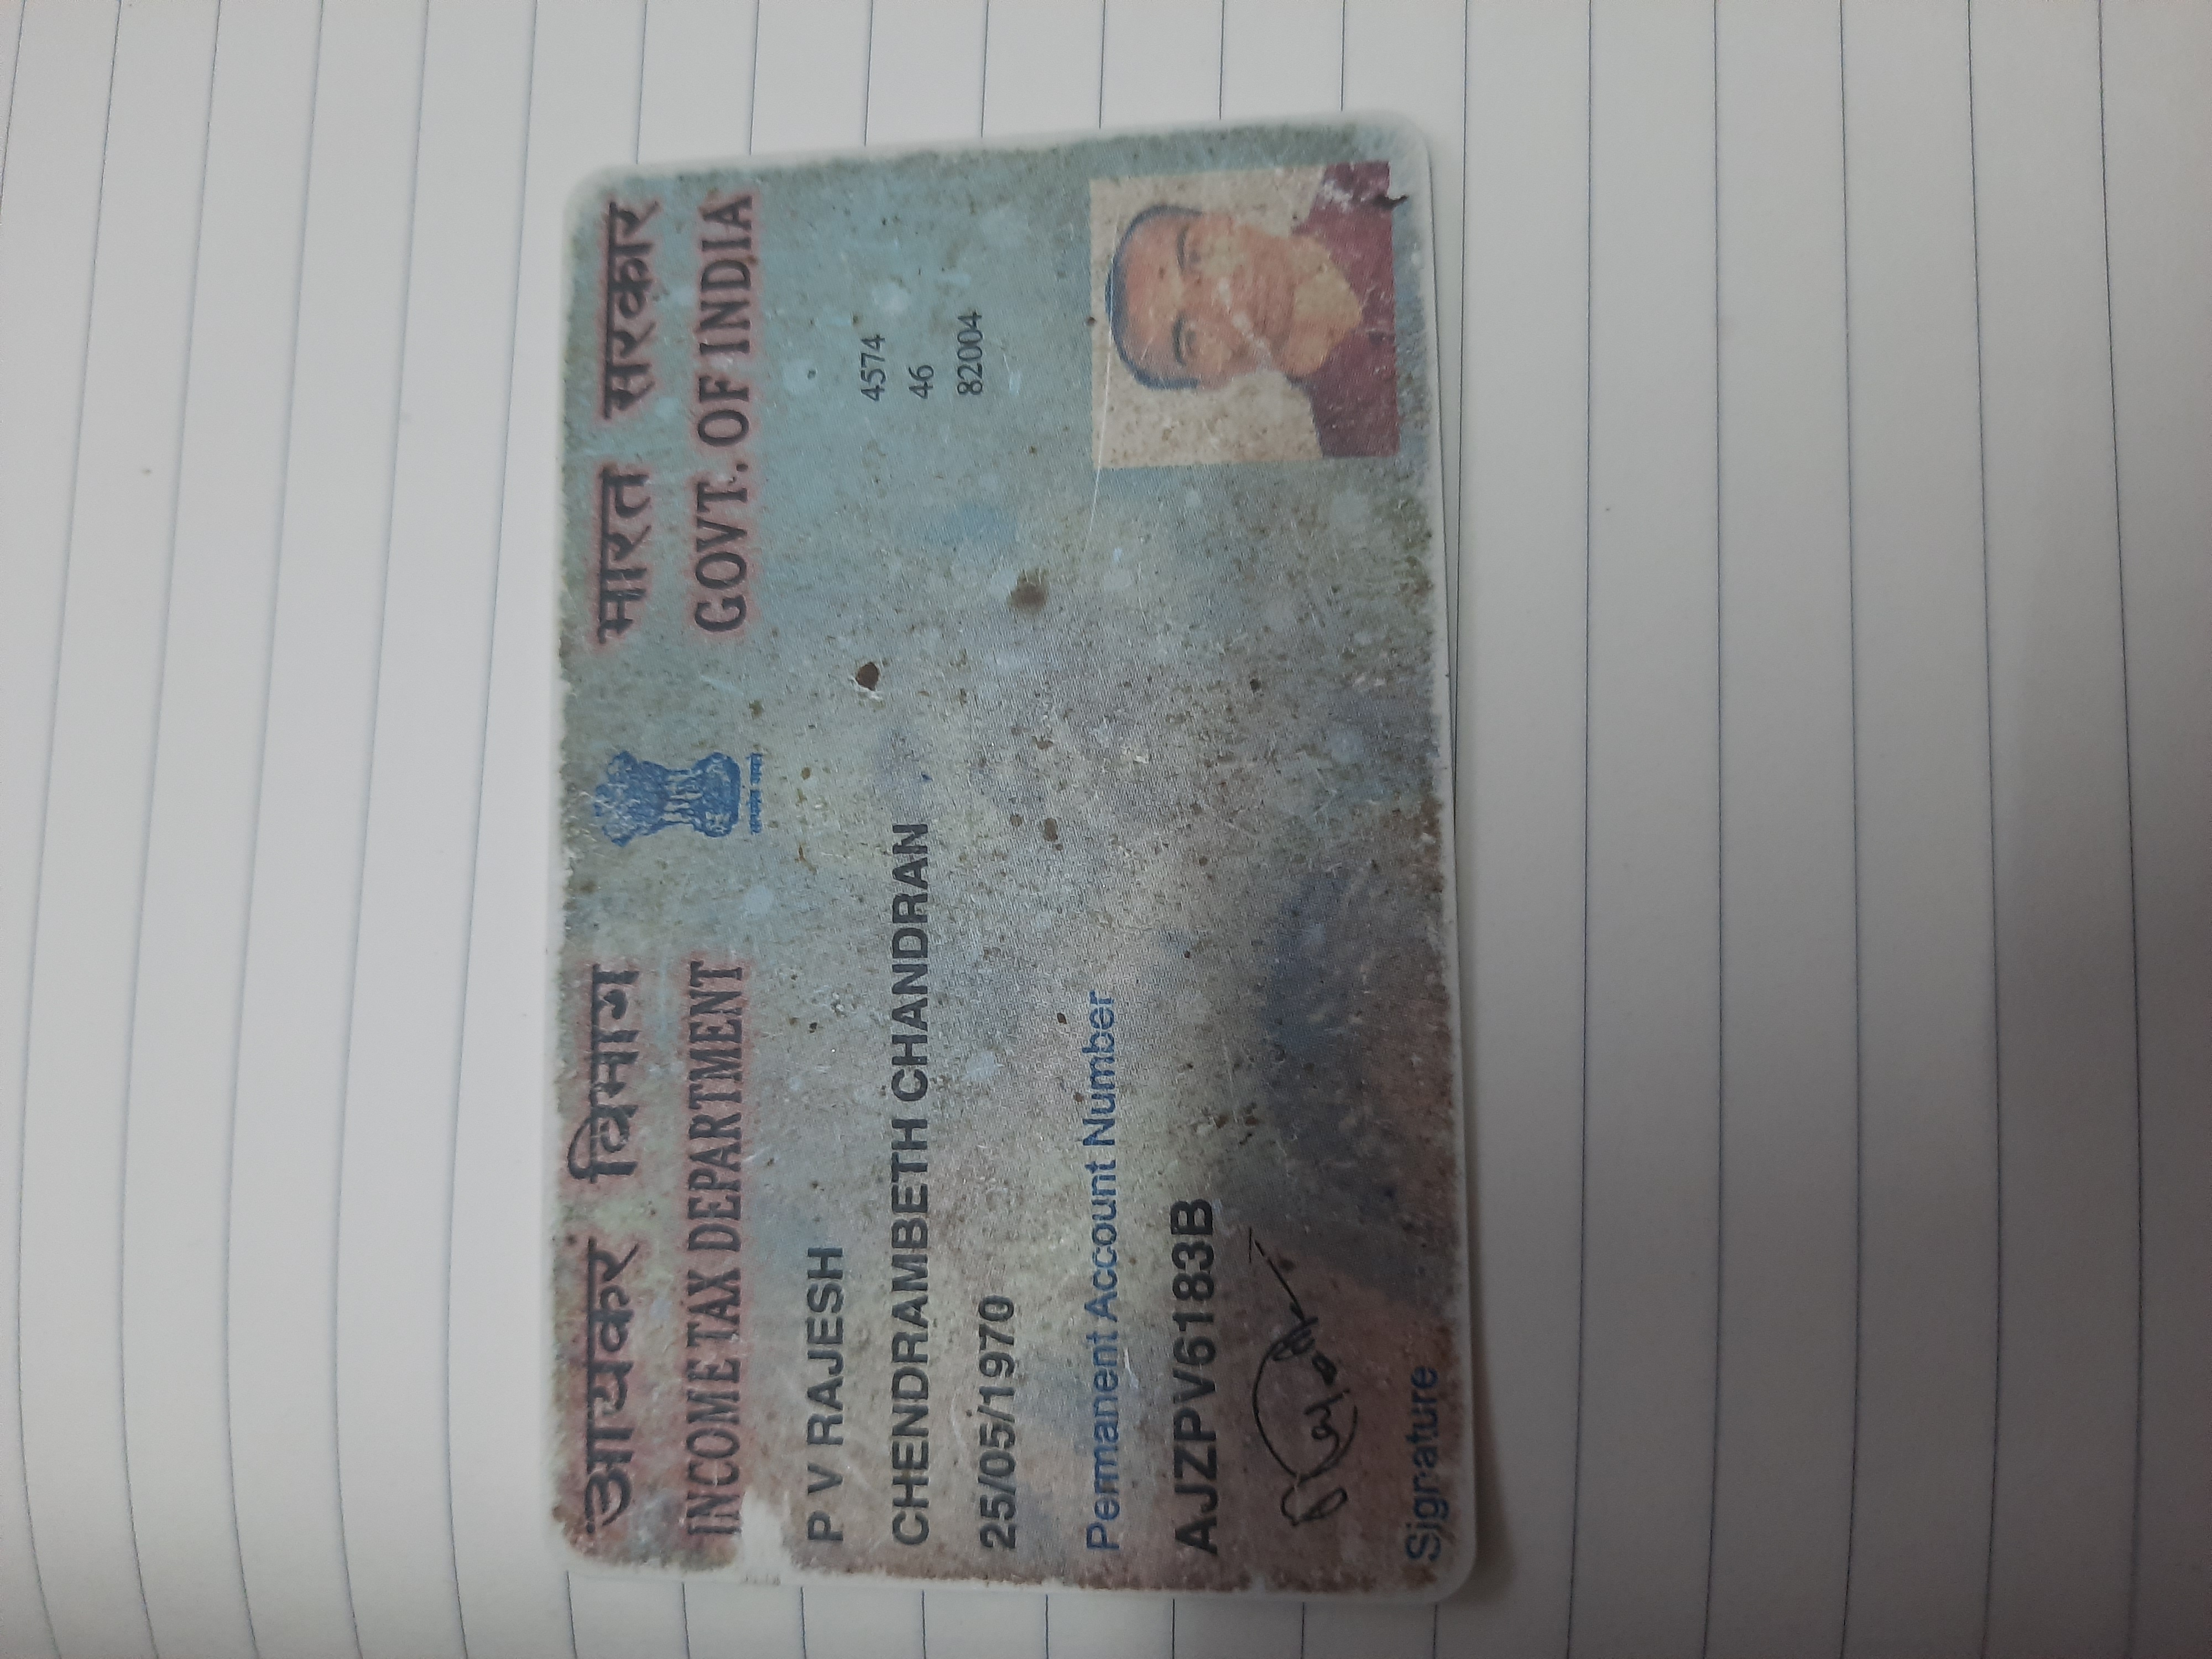 आयकर विभाग
भारत सरकार
INCOME TAX DEPARTMENT
GOVT. OF INDIA
सत्यमेव जयते
P V RAJESH
CHENDRAMBETH CHANDRAN
25/05/1970
4574
46
82004
Permanent Account Number
AJZPV6183B
Signature